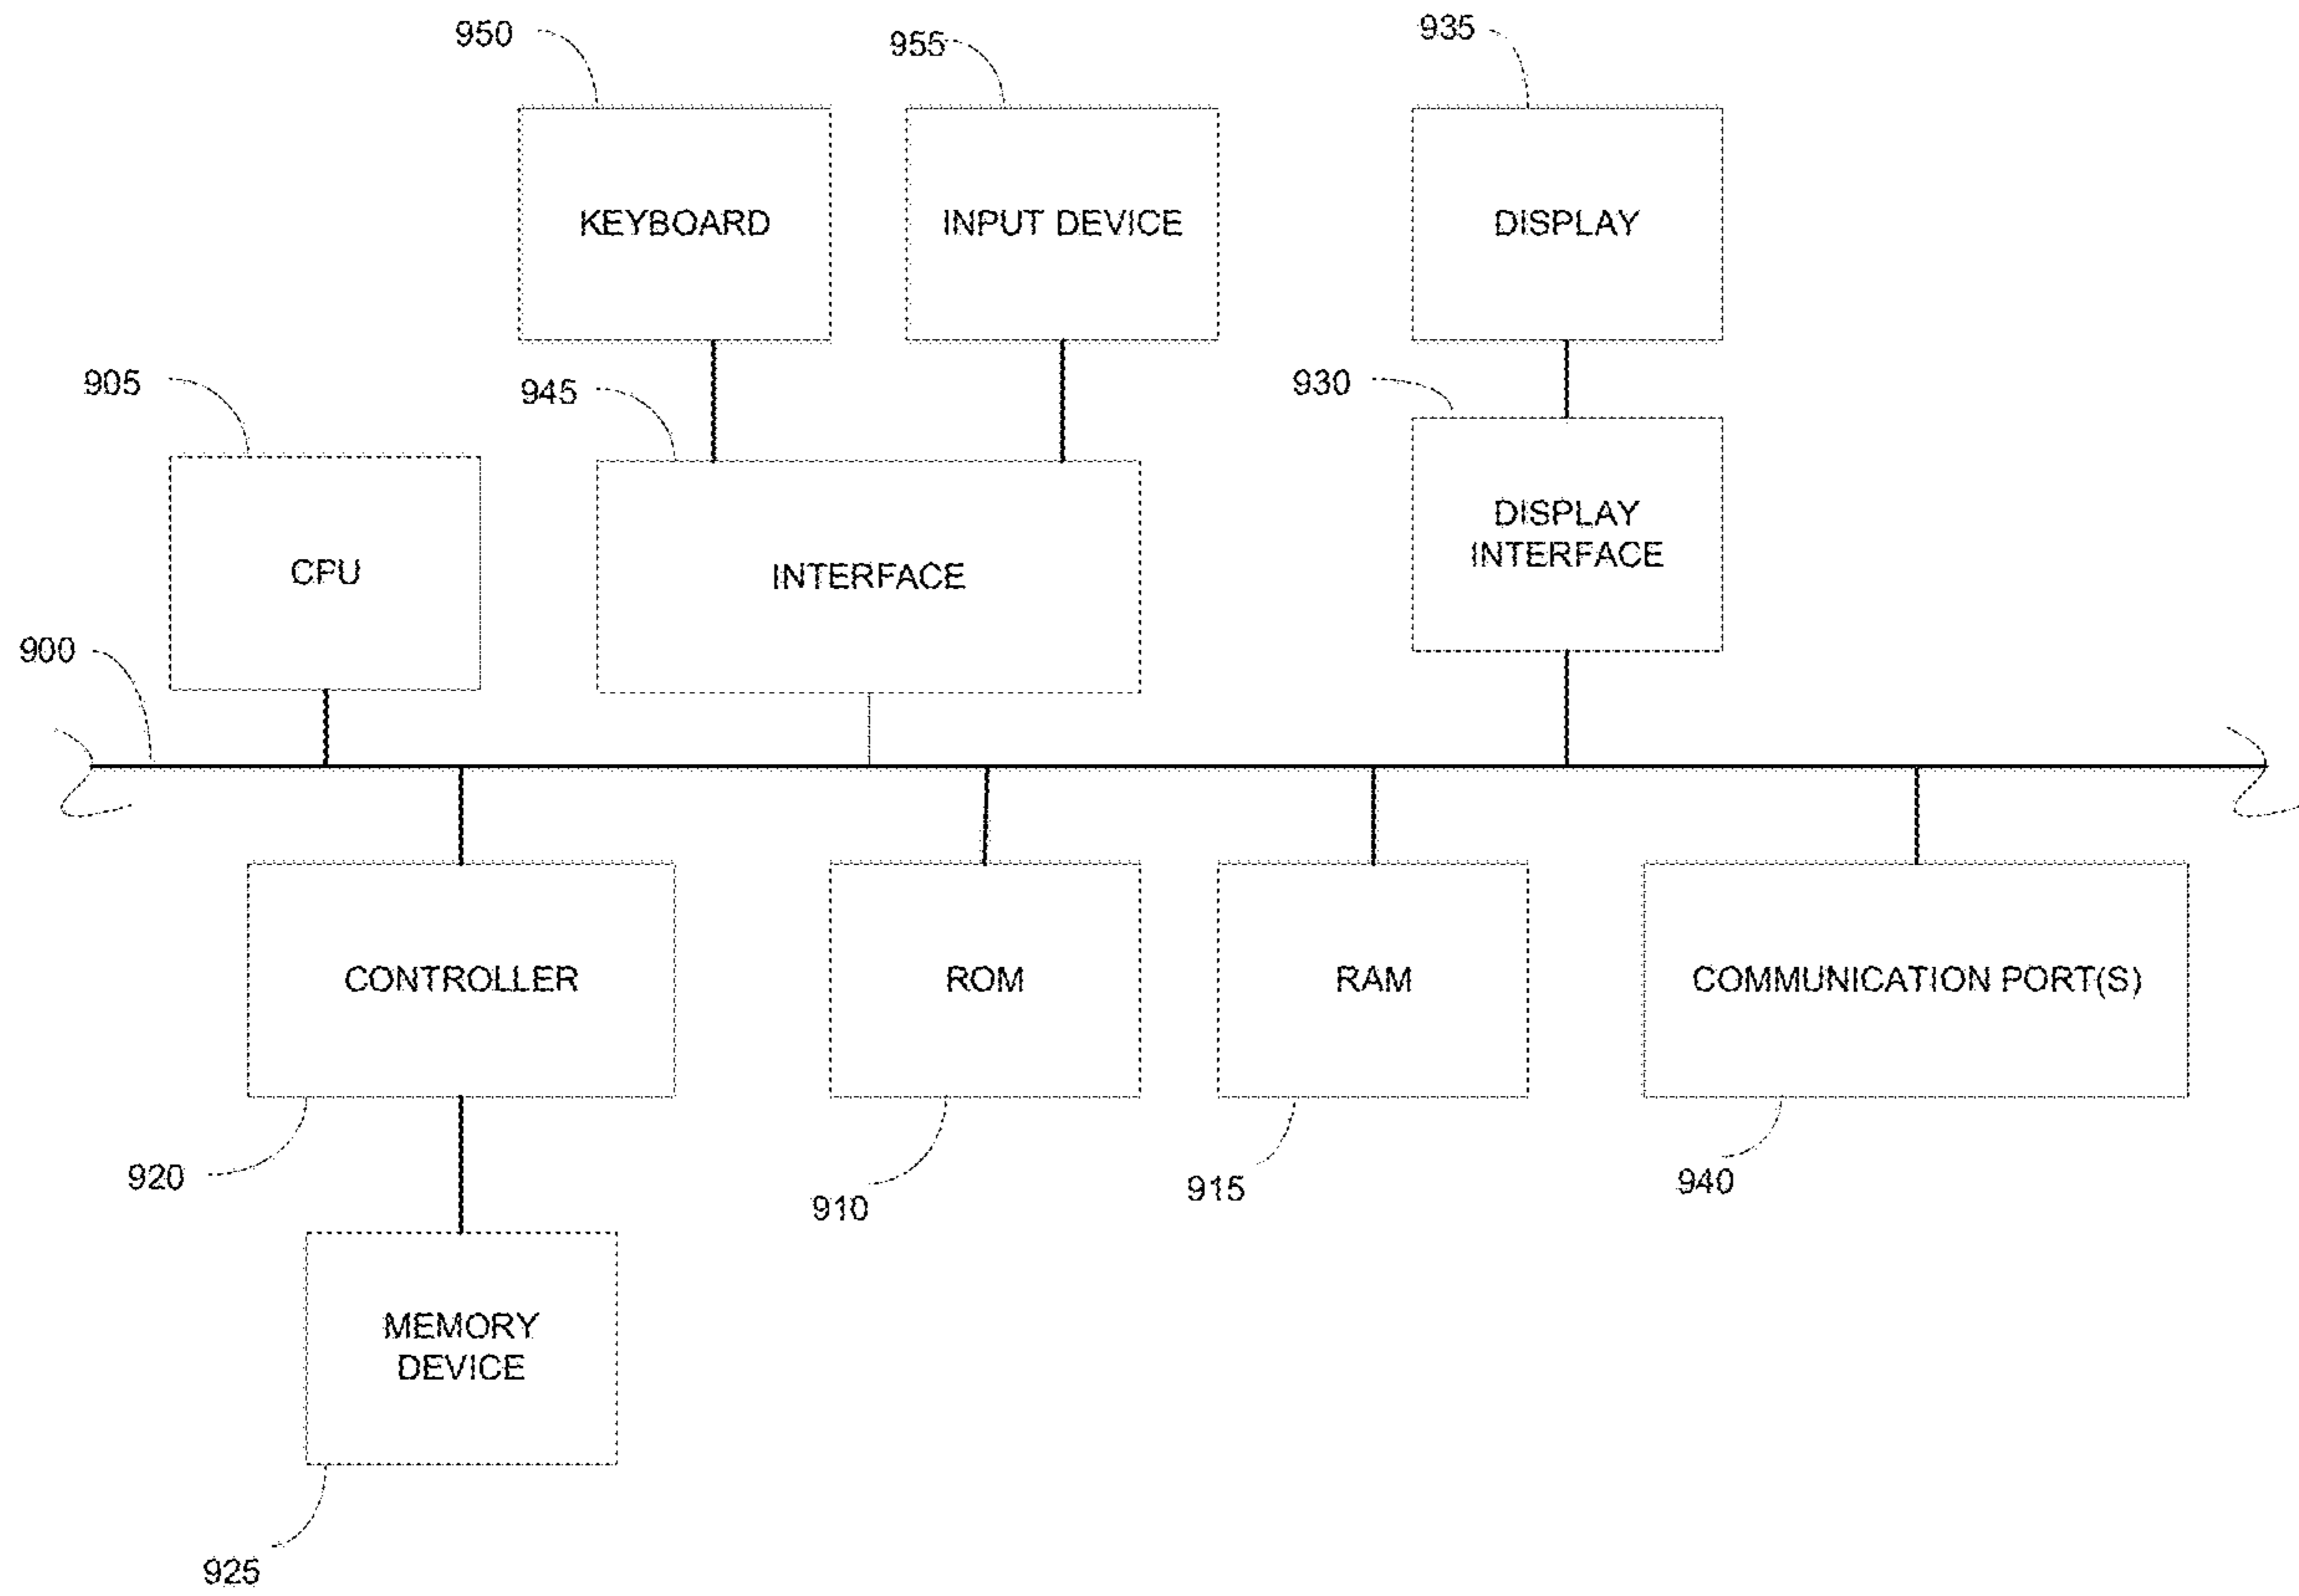 950
955
935
KEYBOARD
INPUT DEVICE
DISPLAY
905
945
930
CPU
INTERFACE
DISPLAY
INTERFACE
900
CONTROLLER
ROM
RAM
COMMUNICATION PORT(S)
920
910
915
940
MEMORY
DEVICE
925